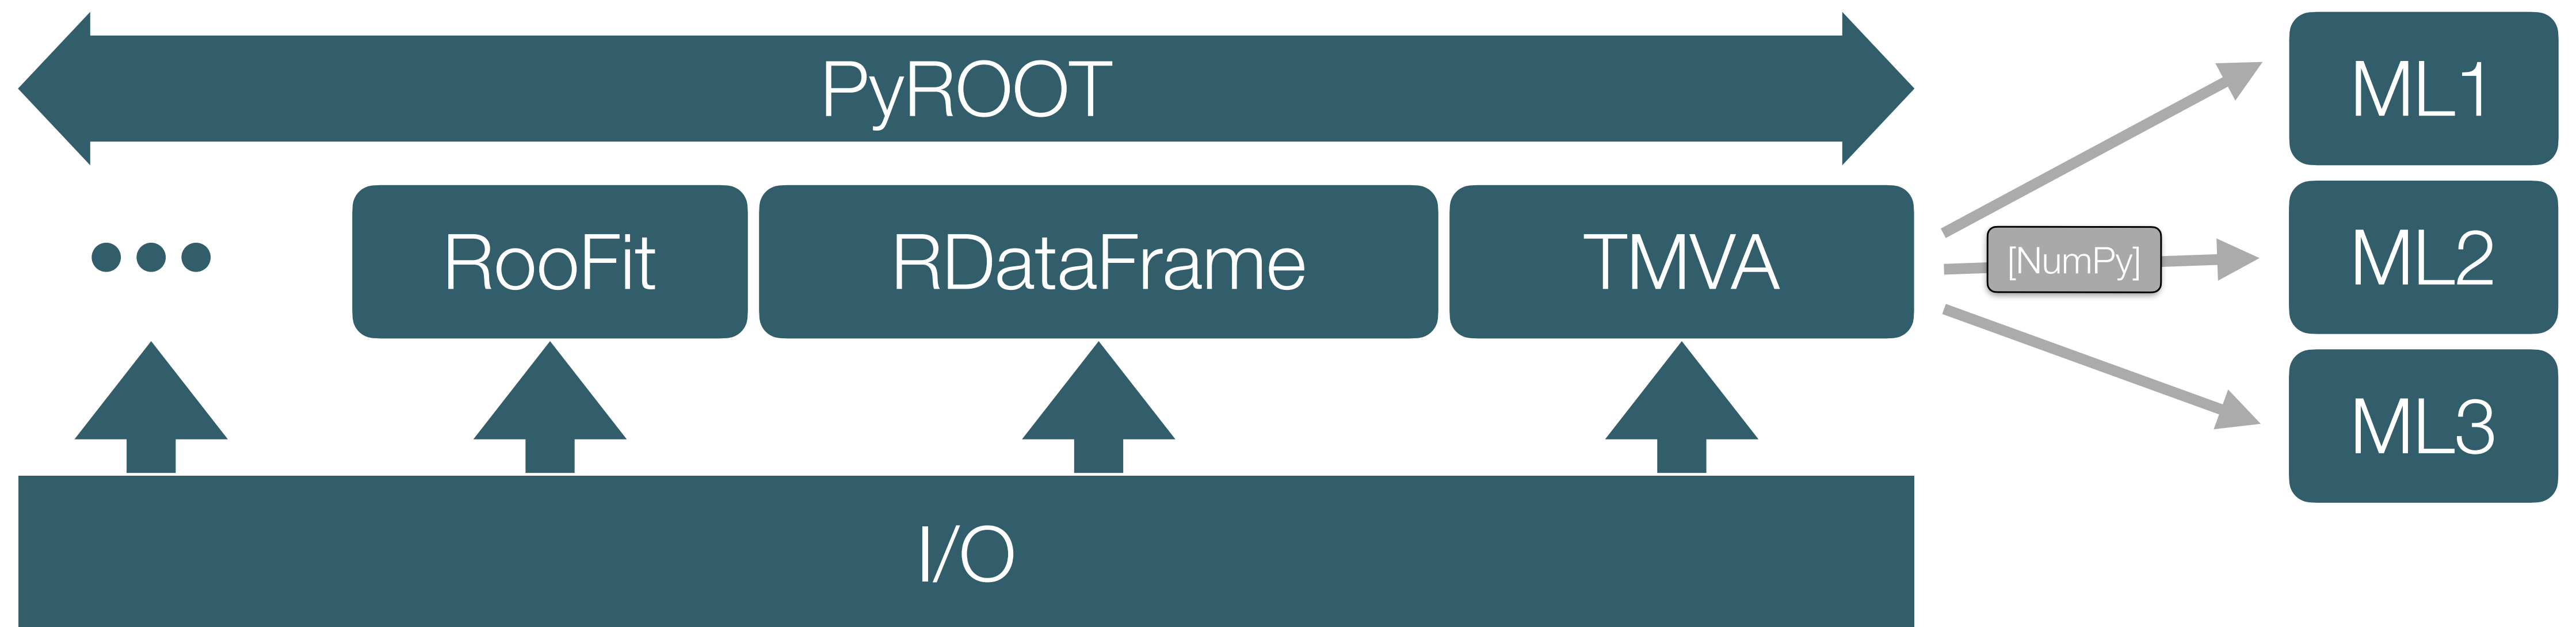 PyROOT
ML1
RooFit
RDataFrame
TMVA
[NumPy]
ML2
ML3
I/O